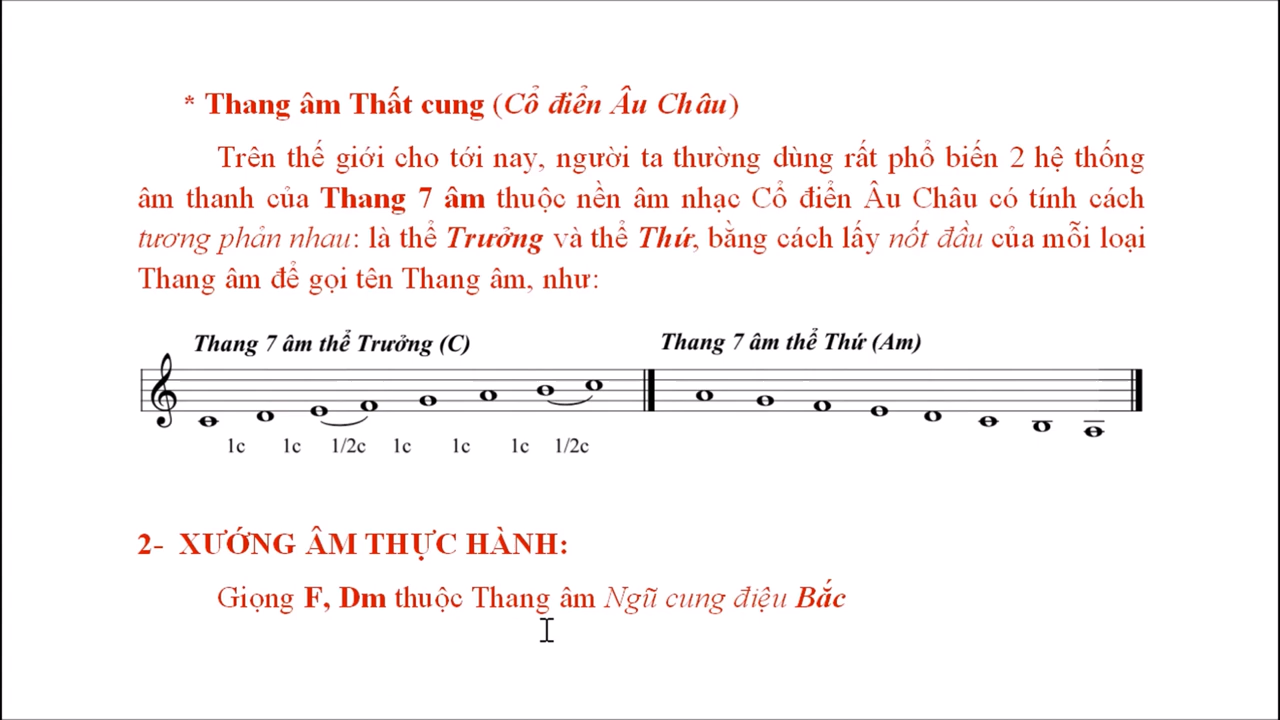 * Thang âm Thất cung (Cổ điển Âu Châu)
Trên thế giới cho tới nay, người ta thường dùng rất phổ biến 2 hệ thống
âm thanh của Thang 7 âm thuộc nền âm nhạc Cổ điển Âu Châu có tính cách
tương phản nhau: là thể Trưởng và thể Thứ, bằng cách lấy nốt đầu của mỗi loại
Thang âm để gọi tên Thang âm, như:
Thang 7 âm thể Trưởng (C) Thang 7 âm thể Thứ (Am)
1c 1c 1/2c 1c 1c 1c 1/2c
2- XƯỚNG ÂM THỰC HÀNH:
Giọng F, Dm thuộc Thang âm Ngũ cung điệu Bắc